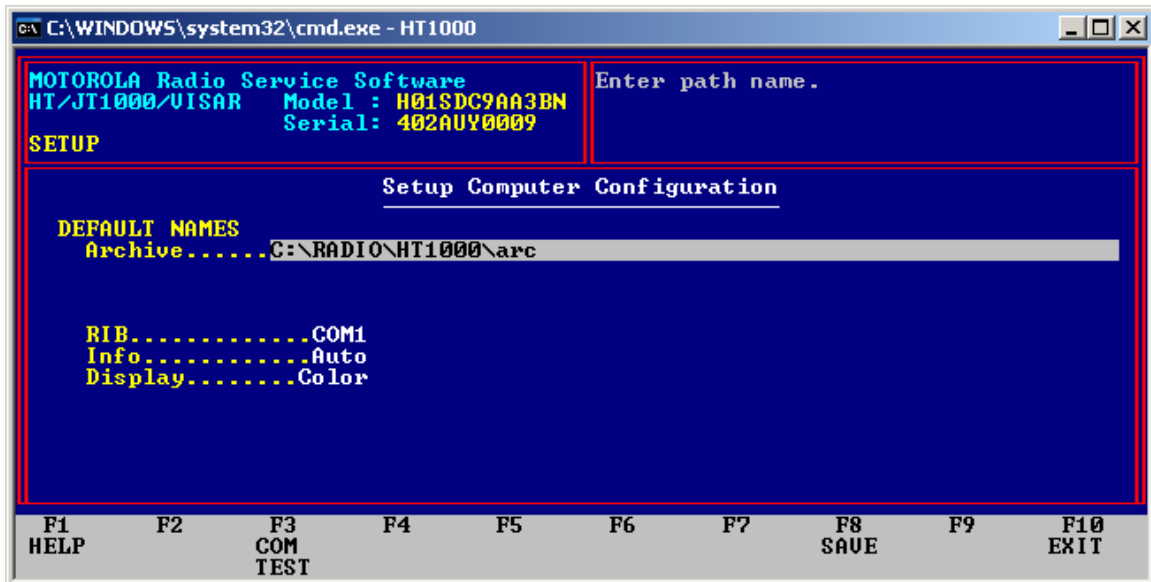 C:\WINDOWS\system32\cmd.exe - HT1000
MOTOROLA Radio Service Software
HT/JT1000/VISAR Model : H01SDC9AA3BN
Serial: 402AUY0009
SETUP
Enter path name.
Setup Computer Configuration
DEFAULT NAMES
Archive......C:\RADIO\HT1000\arc
RIB.............COM1
Info............Auto
Display........Color
F1 F2 F3 F4 F5 F6 F7 F8 F9 F10
HELP COM SAVE EXIT
TEST